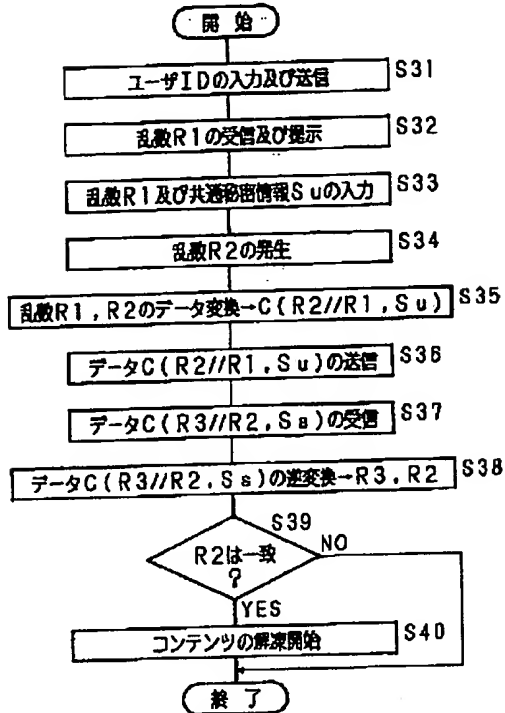 開 始
ユーザIDの入力及び送信 S31
乱数R1の受信及び提示 S32
乱数R1及び共通秘密情報Suの入力 S33
乱数R2の発生 S34
乱数R1,R2のデータ変換→C(R2//R1,Su) S35
データC(R2//R1,Su)の送信 S36
データC(R3//R2,Ss)の受信 S37
データC(R3//R2,Ss)の逆変換→R3,R2 S38
S39
R2は一致
?
NO
YES
コンテンツの解凍開始 S40
終 了